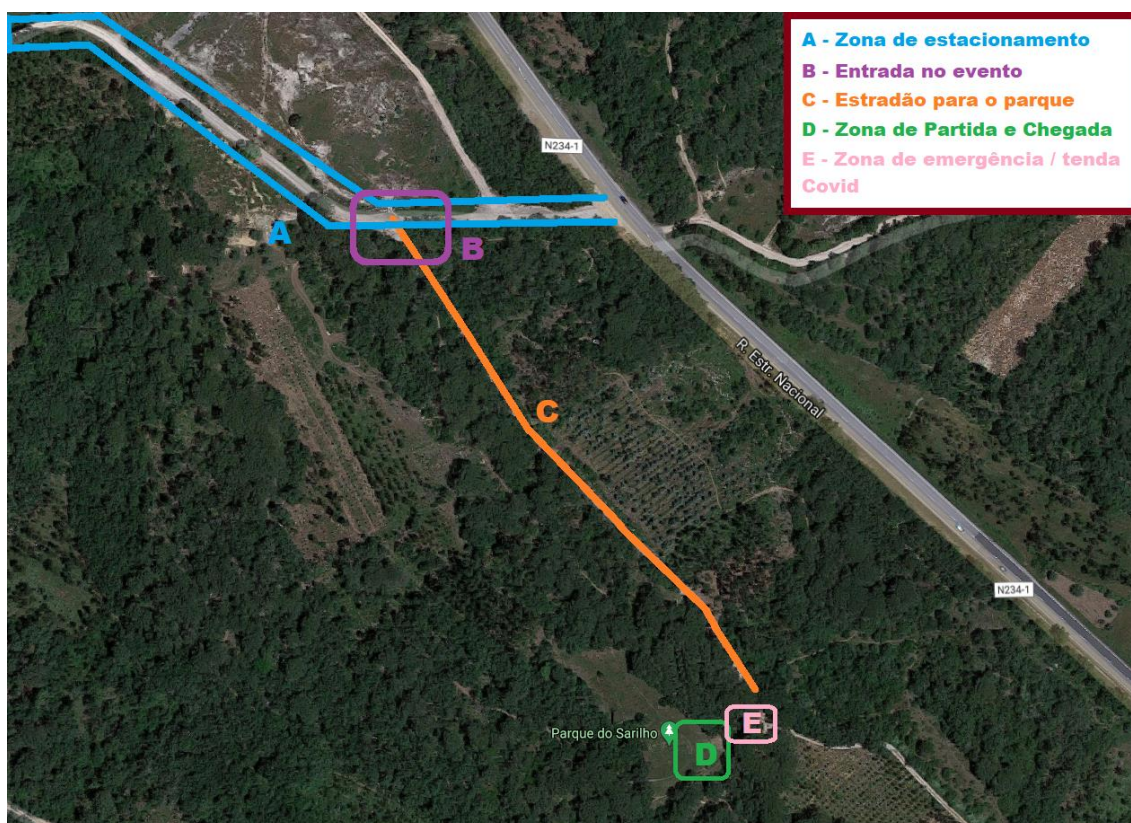 A - Zona de estacionamento
B - Entrada no evento
C - Estradão para o parque
D - Zona de Partida e Chegada
E - Zona de emergência / tenda
Covid
N234-1
A
B
R. Estr. Nacional
C
N234-1
Parque do Sarilho
D
E